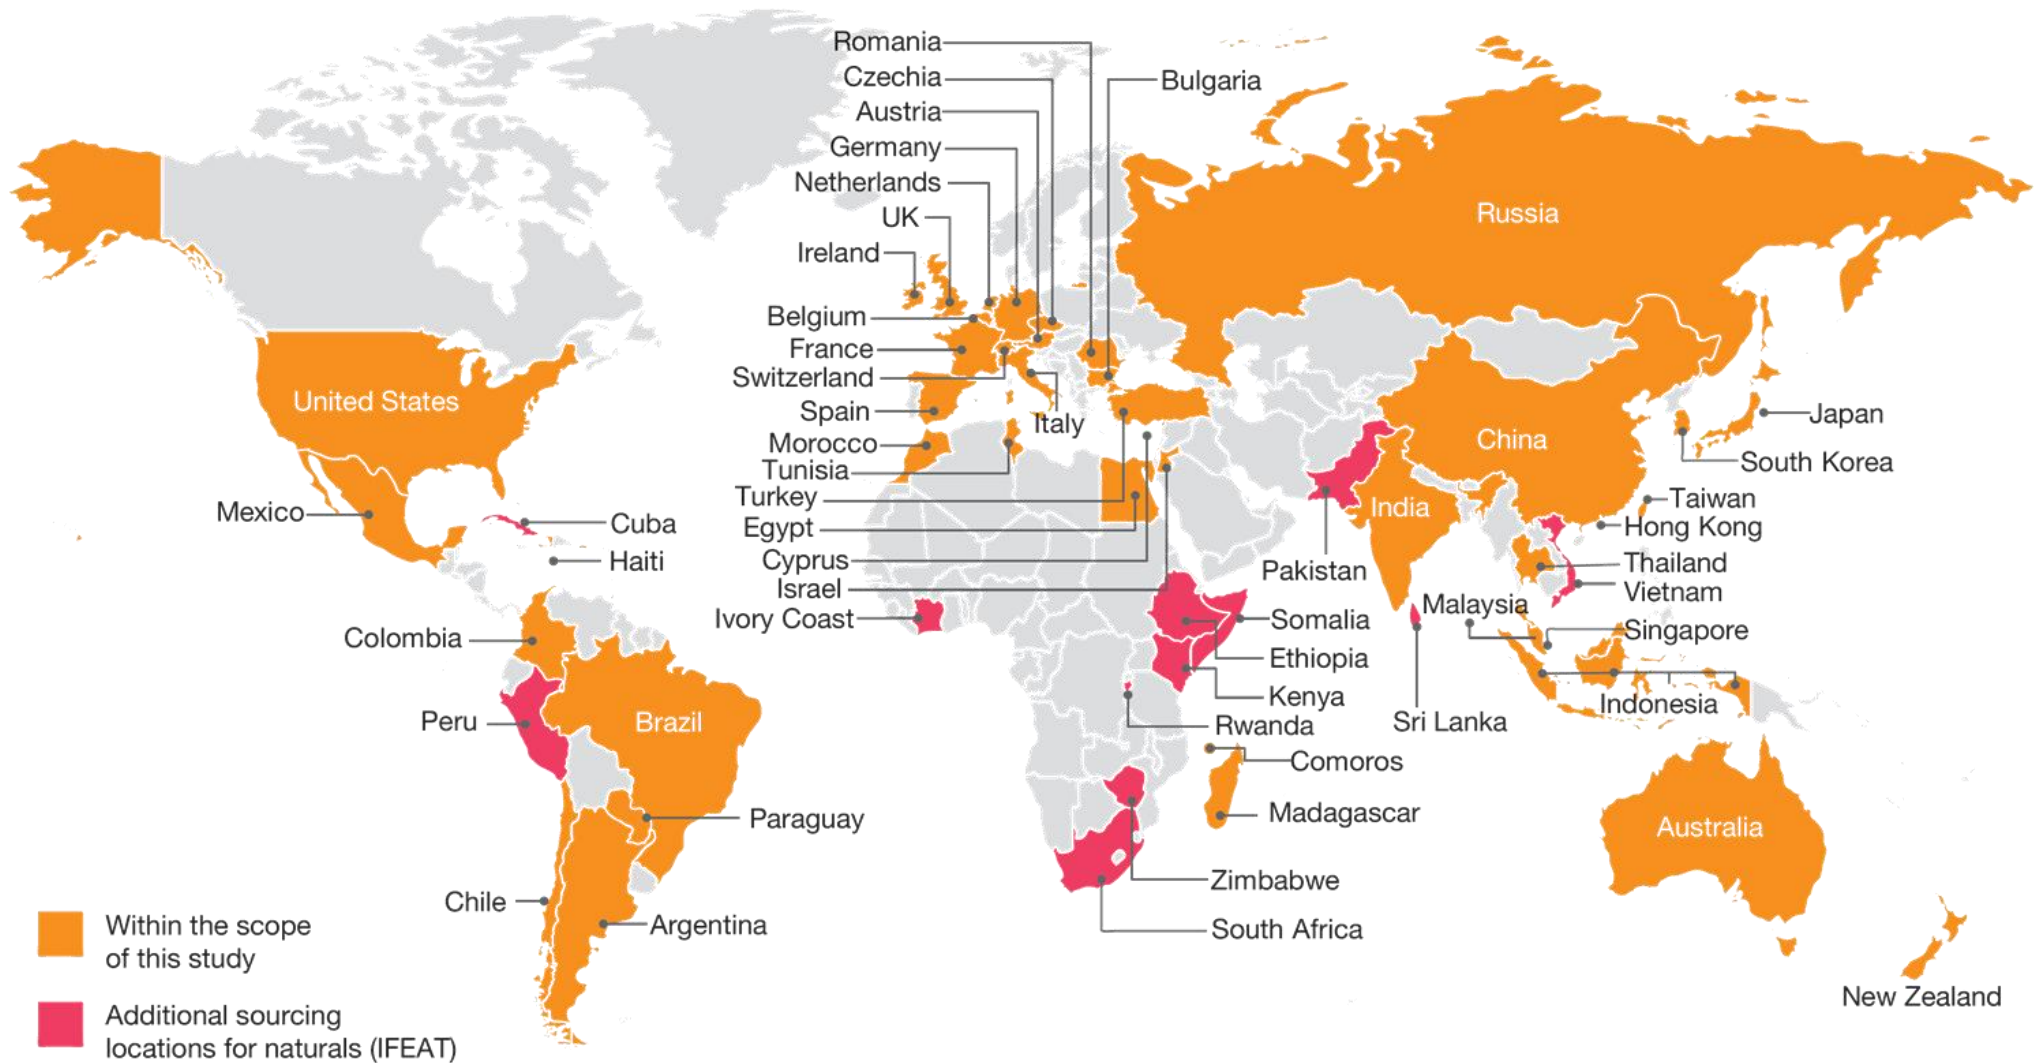 Romania
Czechia
Bulgaria
Austria
Germany
Netherlands
UK
Ireland
Russia
Belgium
France
Switzerland
Spain
Italy
Morocco
Tunisia
Turkey
Egypt
Cyprus
Israel
Ivory Coast
United States
Mexico
Cuba
Haiti
Colombia
Peru
Brazil
Paraguay
Chile
Argentina
China
Japan
South Korea
India
Taiwan
Hong Kong
Pakistan
Thailand
Vietnam
Malaysia
Singapore
Indonesia
Sri Lanka
Somalia
Ethiopia
Kenya
Rwanda
Comoros
Madagascar
Zimbabwe
South Africa
Australia
New Zealand
Within the scope
of this study
Additional sourcing
locations for naturals (IFEAT)